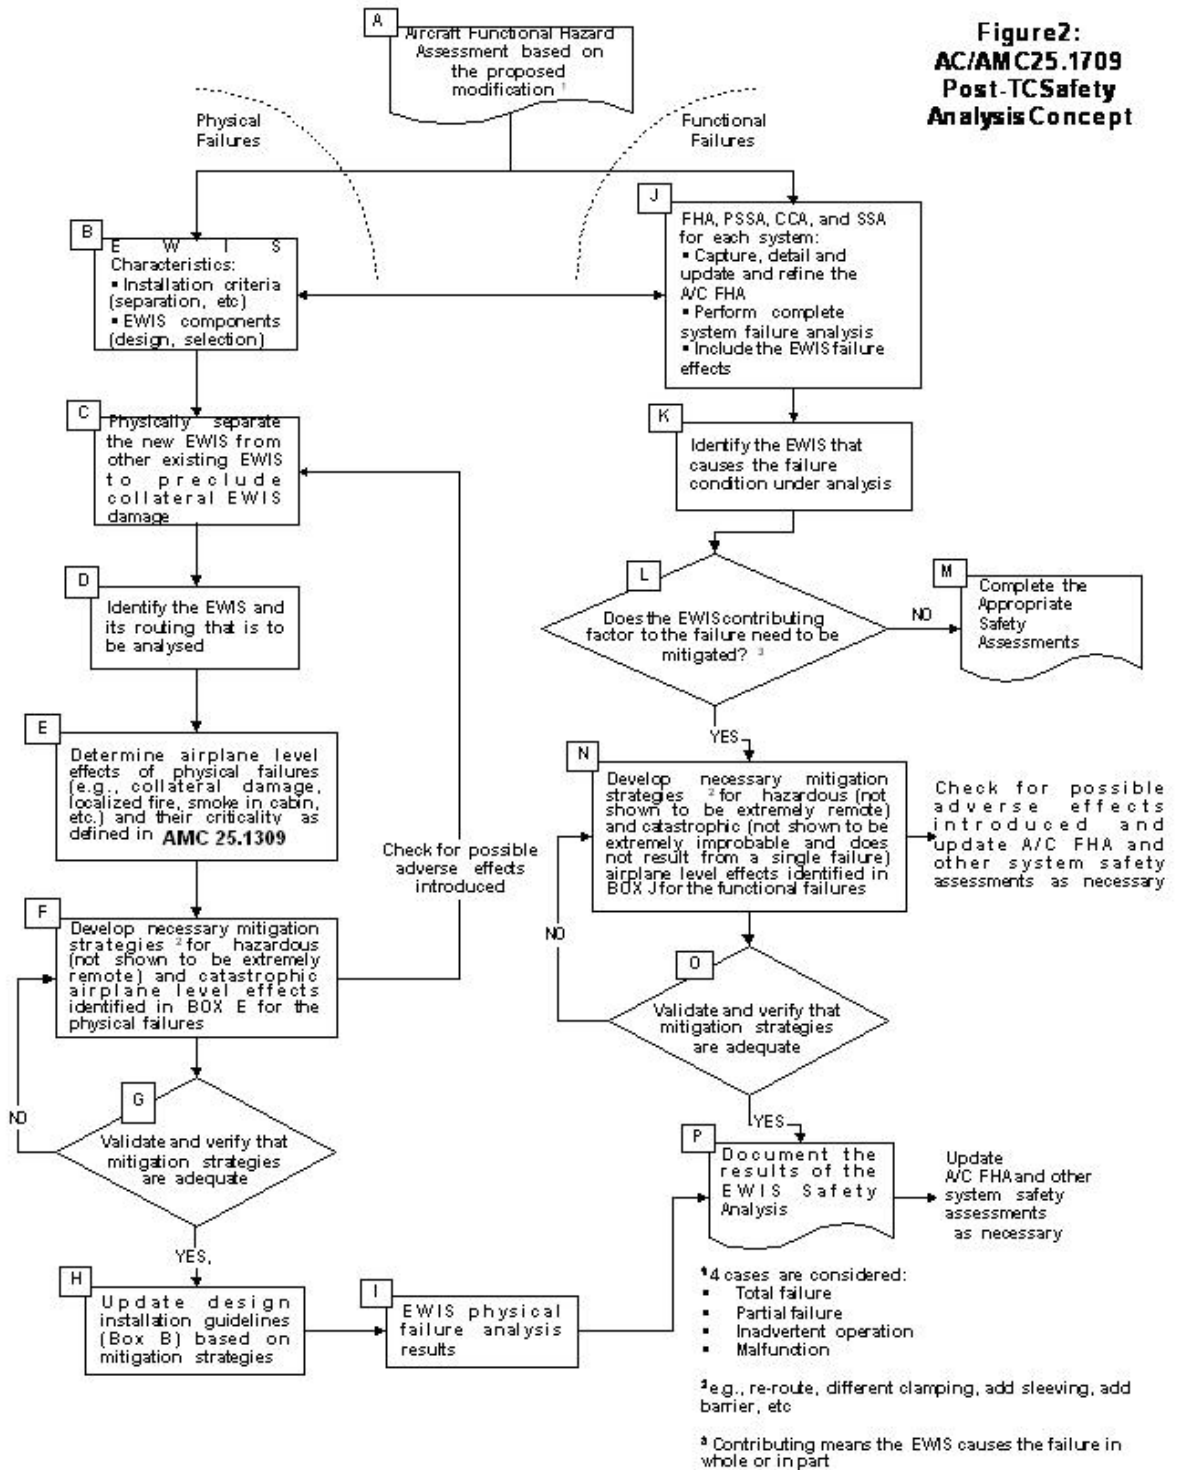 Figure2:
AC/AMC25.1709
Post-TCSafety
AnalysisConcept
A
Aircraft Functional Hazard
Assessment based on
the proposed
modification 1
Physical
Failures
Functional
Failures
B
E W I S
Characteristics:
▪ Installation criteria
(separation, etc)
▪ EWIS components
(design, selection)
J
FHA, PSSA, CCA, and SSA
for each system:
▪ Capture, detail and
update and refine the
A/C FHA
▪ Perform complete
system failure analysis
▪ Include the EWIS failure
effects
C
Physically separate
the new EWIS from
other existing EWIS
to preclude
collateral EWIS
damage
K
Identify the EWIS that
causes the failure
condition under analysis
D
Identify the EWIS and
its routing that is to
be analysed
L
Does the EWIS contributing
factor to the failure need to be
mitigated? 3
NO
M
Complete the
Appropriate
Safety
Assessments
YES
E
Determine airplane level
effects of physical failures
(e.g., collateral damage,
localized fire, smoke in cabin,
etc.) and their criticality as
defined in AMC 25.1309
N
Develop necessary mitigation
strategies 2 for hazardous (not
shown to be extremely remote)
and catastrophic (not shown to be
extremely improbable and does
not result from a single failure)
airplane level effects identified in
BOX J for the functional failures
Check for possible
adverse effects
introduced and
update A/C FHA and
other system safety
assessments as necessary
Check for possible
adverse effects
introduced
F
Develop necessary mitigation
strategies 2 for hazardous
(not shown to be extremely
remote) and catastrophic
airplane level effects
identified in BOX E for the
physical failures
NO
O
Validate and verify that
mitigation strategies
are adequate
NO
G
Validate and verify that
mitigation strategies
are adequate
YES
P
Document the
results of the
EWIS Safety
Analysis
Update
A/C FHA and other
system safety
assessments
as necessary
YES,
H
Update design
installation guidelines
(Box B) based on
mitigation strategies
I
EWIS physical
failure analysis
results
1 4 cases are considered:
▪ Total failure
▪ Partial failure
▪ Inadvertent operation
▪ Malfunction
2 e.g., re-route, different clamping, add sleeving, add
barrier, etc
3 Contributing means the EWIS causes the failure in
whole or in part